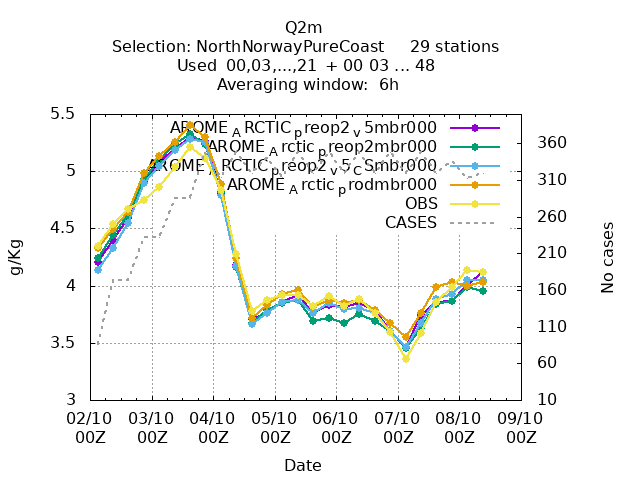 Q2m
Selection: NorthNorwayPureCoast 29 stations
Used 00,03,...,21 + 00 03 ... 48
Averaging window: 6h
AROME_ARCTIC_preop2_v5mbr000
AROME_Arctic_preop2mbr000
AROME_ARCTIC_preop2_v5_CSmbr000
AROME_Arctic_prodmbr000
OBS
CASES
5.5
5
4.5
4
3.5
3
g/Kg
360
310
260
210
160
110
60
10
No cases
02/10 03/10 04/10 05/10 06/10 07/10 08/10 09/10
00Z 00Z 00Z 00Z 00Z 00Z 00Z 00Z
Date